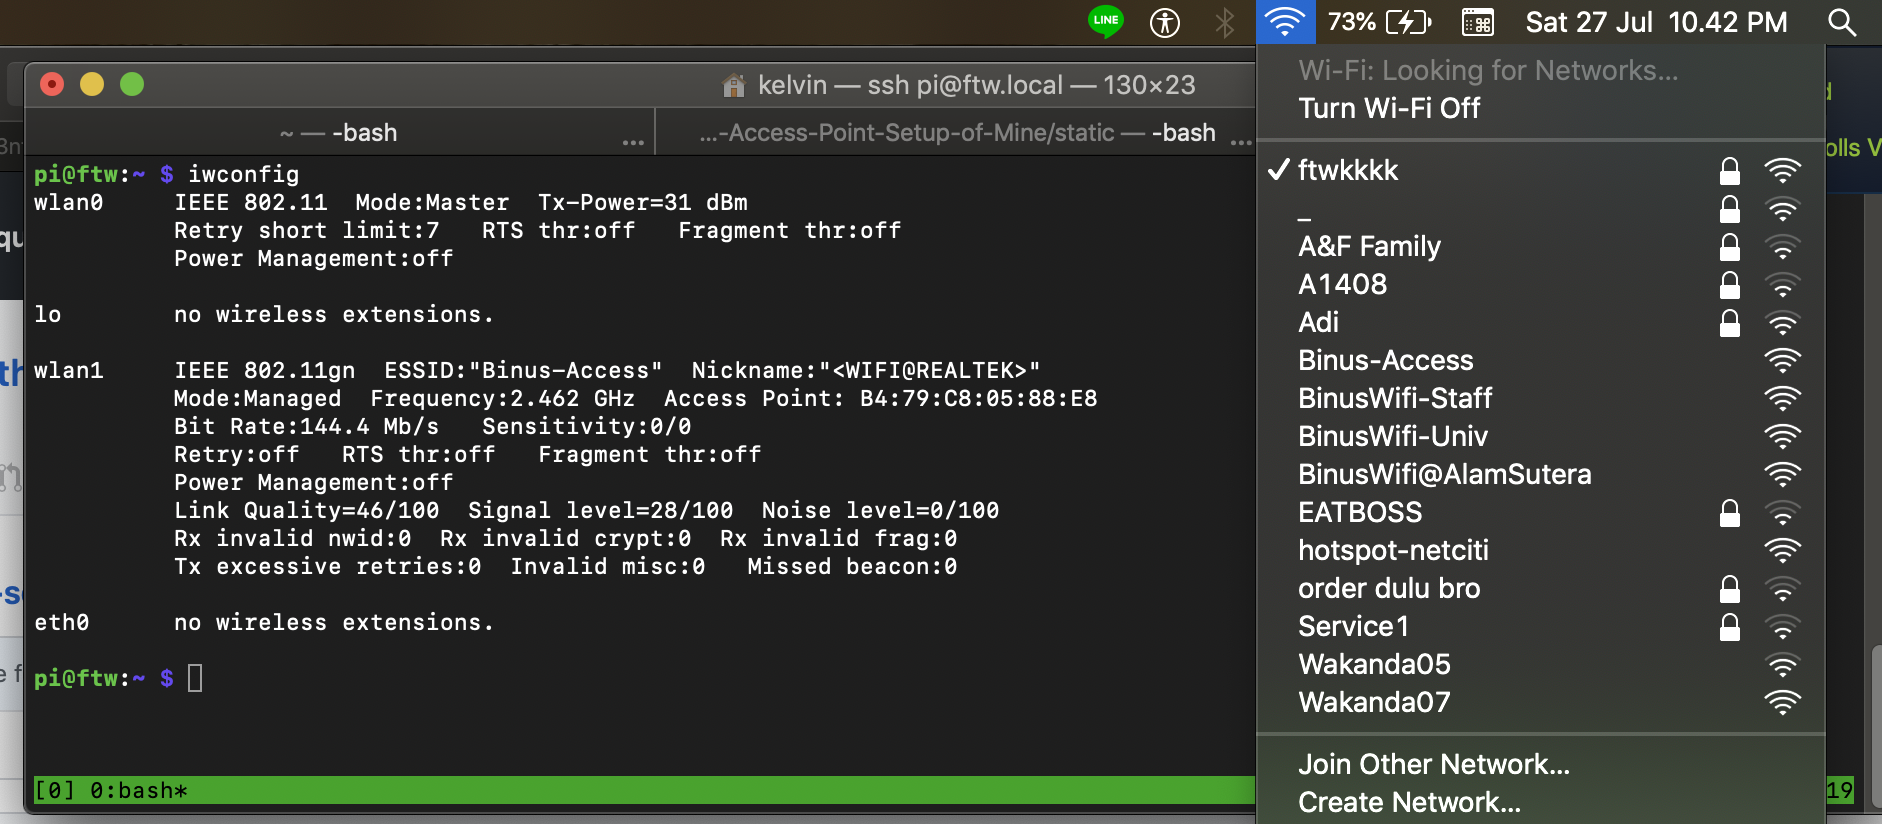 LINE
73%
Sat 27 Jul 10.42 PM
kelvin — ssh pi@ftw.local — 130×23
~ — -bash
...
...-Access-Point-Setup-of-Mine/static — -bash
...
pi@ftw:~ $ iwconfig
wlan0 IEEE 802.11 Mode:Master Tx-Power=31 dBm
Retry short limit:7 RTS thr:off Fragment thr:off
Power Management:off
lo no wireless extensions.
wlan1 IEEE 802.11gn ESSID:"Binus-Access" Nickname:"<WIFI@REALTEK>"
Mode:Managed Frequency:2.462 GHz Access Point: B4:79:C8:05:88:E8
Bit Rate:144.4 Mb/s Sensitivity:0/0
Retry:off RTS thr:off Fragment thr:off
Power Management:off
Link Quality=46/100 Signal level=28/100 Noise level=0/100
Rx invalid nwid:0 Rx invalid crypt:0 Rx invalid frag:0
Tx excessive retries:0 Invalid misc:0 Missed beacon:0
eth0 no wireless extensions.
pi@ftw:~ $
[0] 0:bash*
19
Wi-Fi: Looking for Networks...
Turn Wi-Fi Off
✓ ftwkkkk
_
A&F Family
A1408
Adi
Binus-Access
BinusWifi-Staff
BinusWifi-Univ
BinusWifi@AlamSutera
EATBOSS
hotspot-netciti
order dulu bro
Service1
Wakanda05
Wakanda07
Join Other Network...
Create Network...
olls V